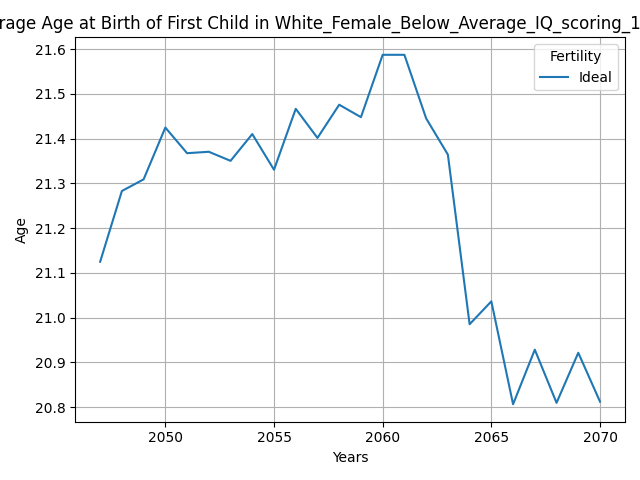 rage Age at Birth of First Child in White_Female_Below_Average_IQ_scoring_1
Fertility
Ideal
21.6
21.5
21.4
21.3
21.2
21.1
21.0
20.9
20.8
Age
2050 2055 2060 2065 2070
Years